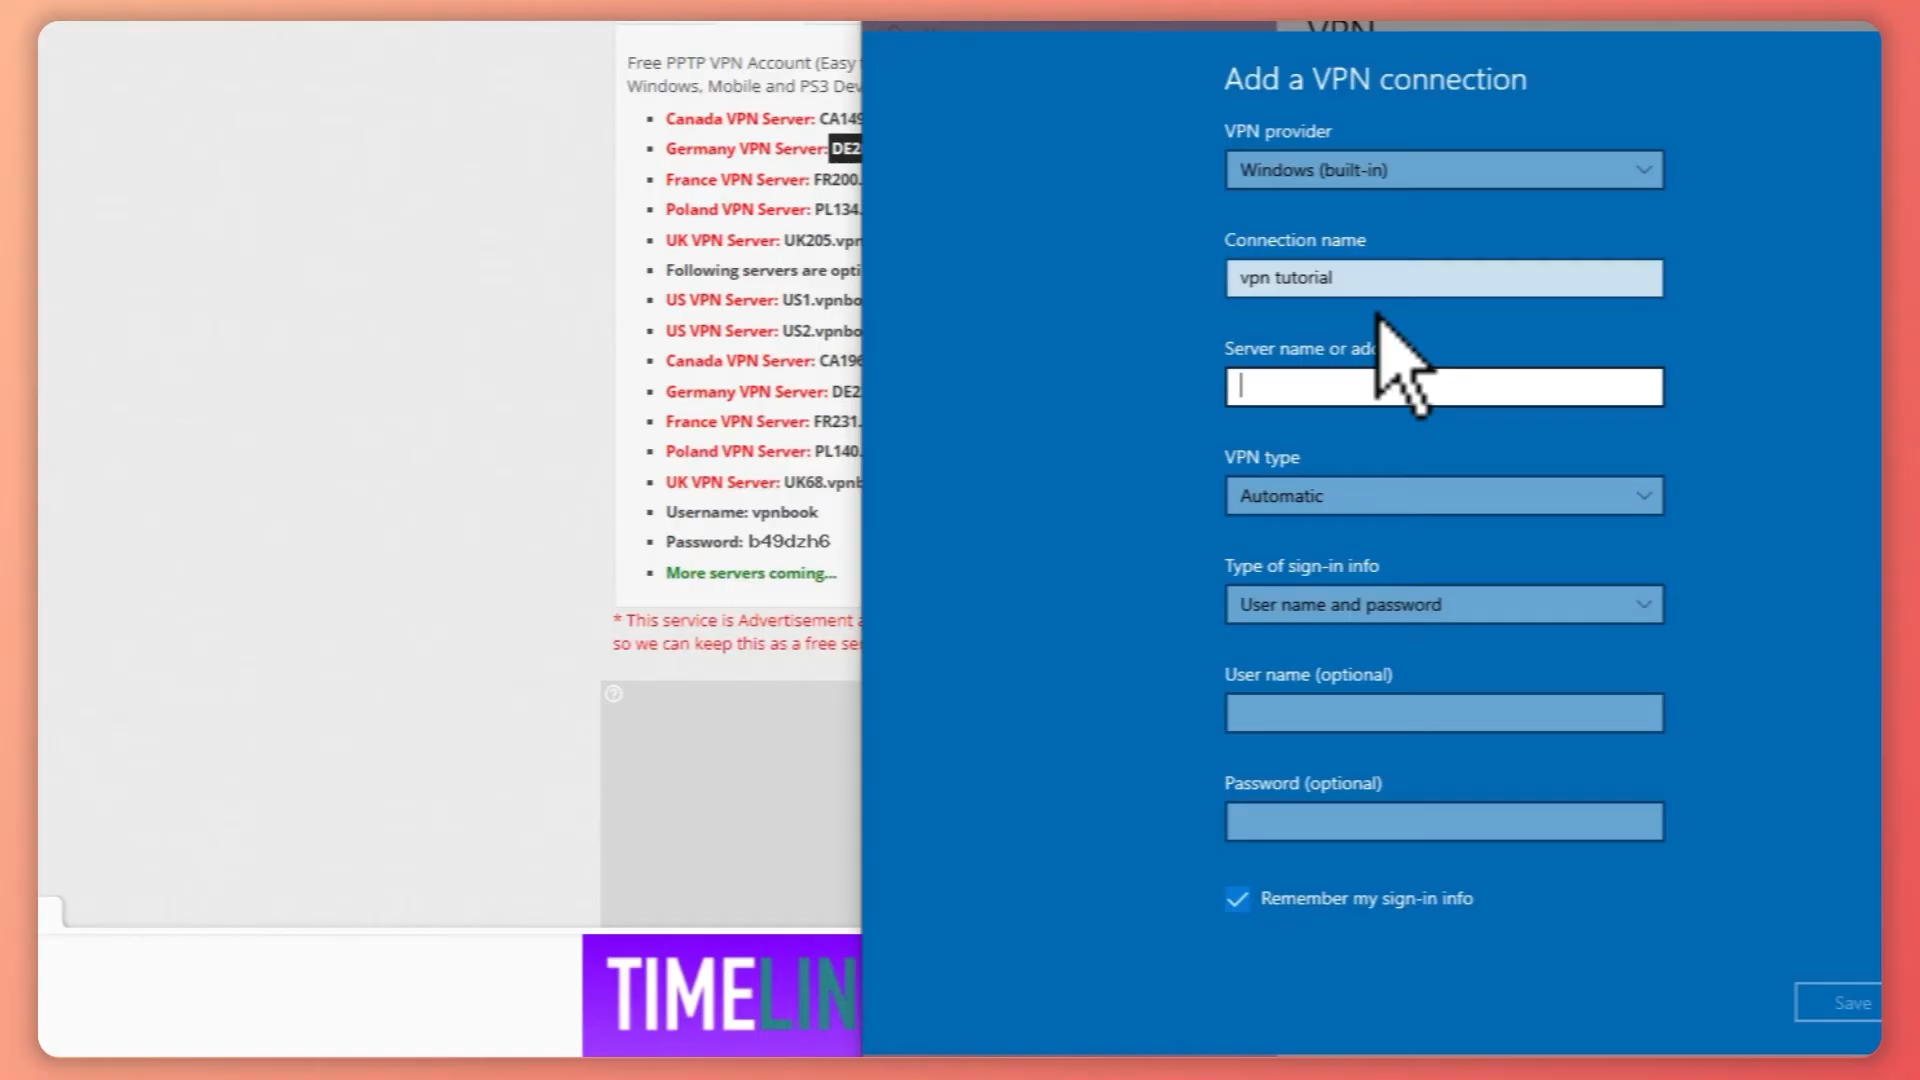 Free PPTP VPN Account (Easy
Windows, Mobile and PS3 Dev
Canada VPN Server: CA149
Germany VPN Server: DE2
France VPN Server: FR200.
Poland VPN Server: PL134.
UK VPN Server: UK205.vpn
Following servers are opti
US VPN Server: US1.vpnbo
US VPN Server: US2.vpnbo
Canada VPN Server: CA196
Germany VPN Server: DE2
France VPN Server: FR231.
Poland VPN Server: PL140.
UK VPN Server: UK68.vpnb
Username: vpnbook
Password: b49dzh6
More servers coming...
* This service is Advertisement a
so we can keep this as a free se
TIMELIN
VPN
Add a VPN connection
VPN provider
Windows (built-in)
Connection name
vpn tutorial
Server name or add
VPN type
Automatic
Type of sign-in info
User name and password
User name (optional)
Password (optional)
Remember my sign-in info
Save